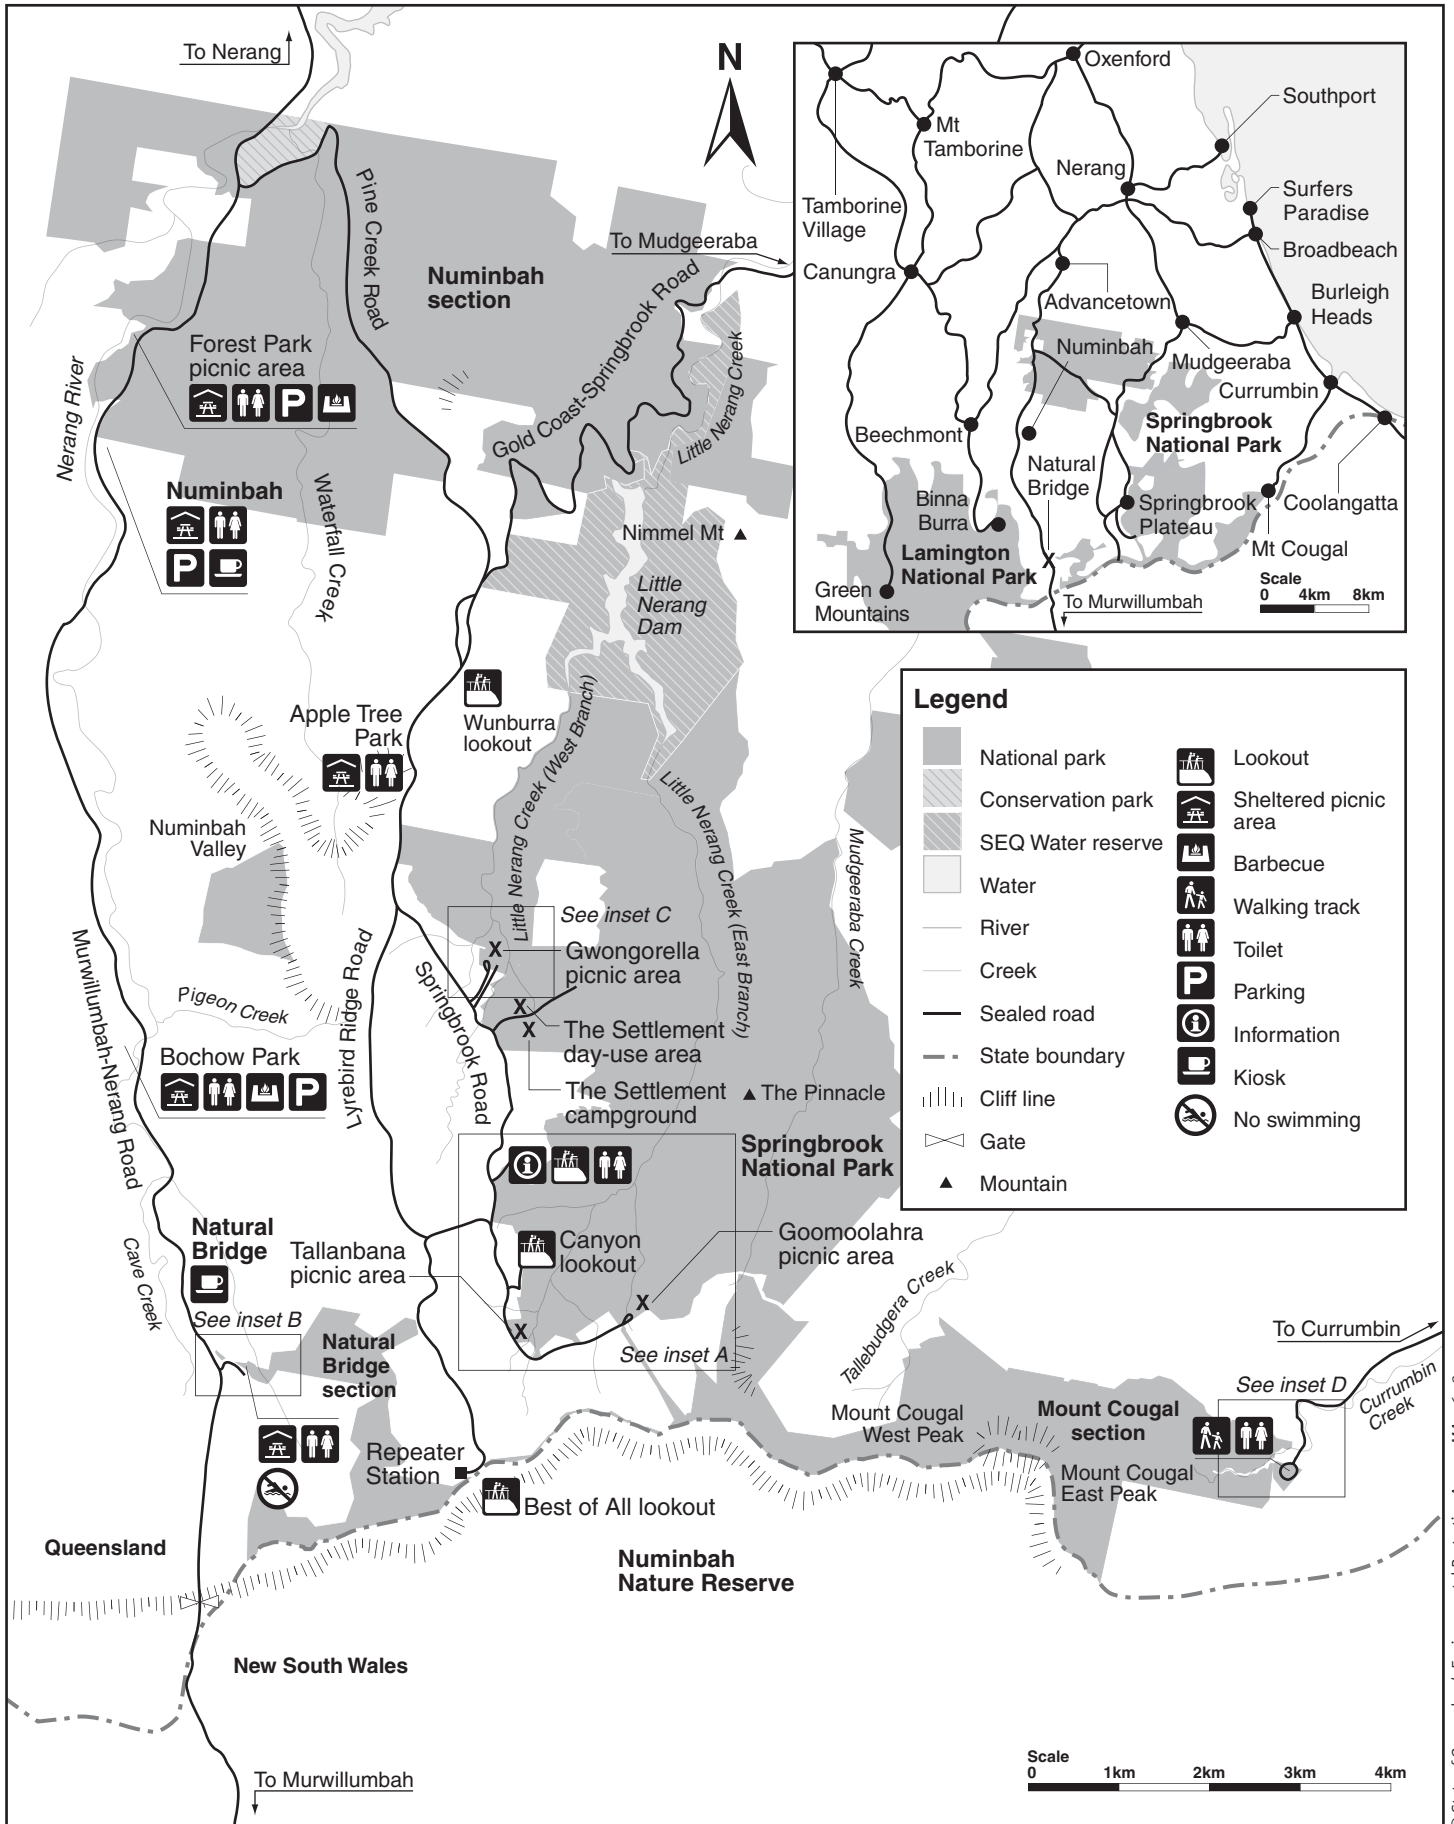 To Nerang
N
Pine Creek Road
Numinbah
section
To Mudgeeraba
Gold Coast-Springbrook Road
Forest Park
picnic area
P
Nerang River
Little Nerang Creek
Numinbah
P
Waterfall Creek
Nimmel Mt
Little
Nerang
Dam
Wunburra
lookout
Apple Tree
Park
Little Nerang Creek (West Branch)
Little Nerang Creek (East Branch)
Mudgeeraba Creek
Numinbah
Valley
See inset C
Gwongorella
picnic area
Murwillumbah-Nerang Road
Lyrebird Ridge Road
Springbrook Road
Pigeon Creek
The Settlement
day-use area
Bochow Park
P
The Settlement
campground
The Pinnacle
Springbrook
National Park
Natural
Bridge
Cave Creek
Tallanbana
picnic area
Canyon
lookout
Goomoolahra
picnic area
See inset B
See inset A
Natural
Bridge
section
Tallebudgera Creek
To Currumbin
See inset D
Currumbin
Creek
Mount Cougal
West Peak
Mount Cougal
section
Mount Cougal
East Peak
Repeater
Station
Best of All lookout
Queensland
Numinbah
Nature Reserve
New South Wales
To Murwillumbah
Scale
0 1km 2km 3km 4km
Oxenford
Southport
Mt
Tamborine
Nerang
Tamborine
Village
Surfers
Paradise
Broadbeach
Canungra
Advancetown
Burleigh
Heads
Numinbah
Mudgeeraba
Currumbin
Springbrook
National Park
Beechmont
Natural
Bridge
Binna
Burra
Springbrook
Plateau
Coolangatta
Lamington
National Park
Mt Cougal
Green
Mountains
To Murwillumbah
Scale
0 4km 8km
X
X
X
X
X
X
Legend
National park
Conservation park
SEQ Water reserve
Water
River
Creek
Sealed road
State boundary
Cliff line
Gate
Mountain
Lookout
Sheltered picnic
area
Barbecue
Walking track
Toilet
P
Parking
Information
Kiosk
No swimming